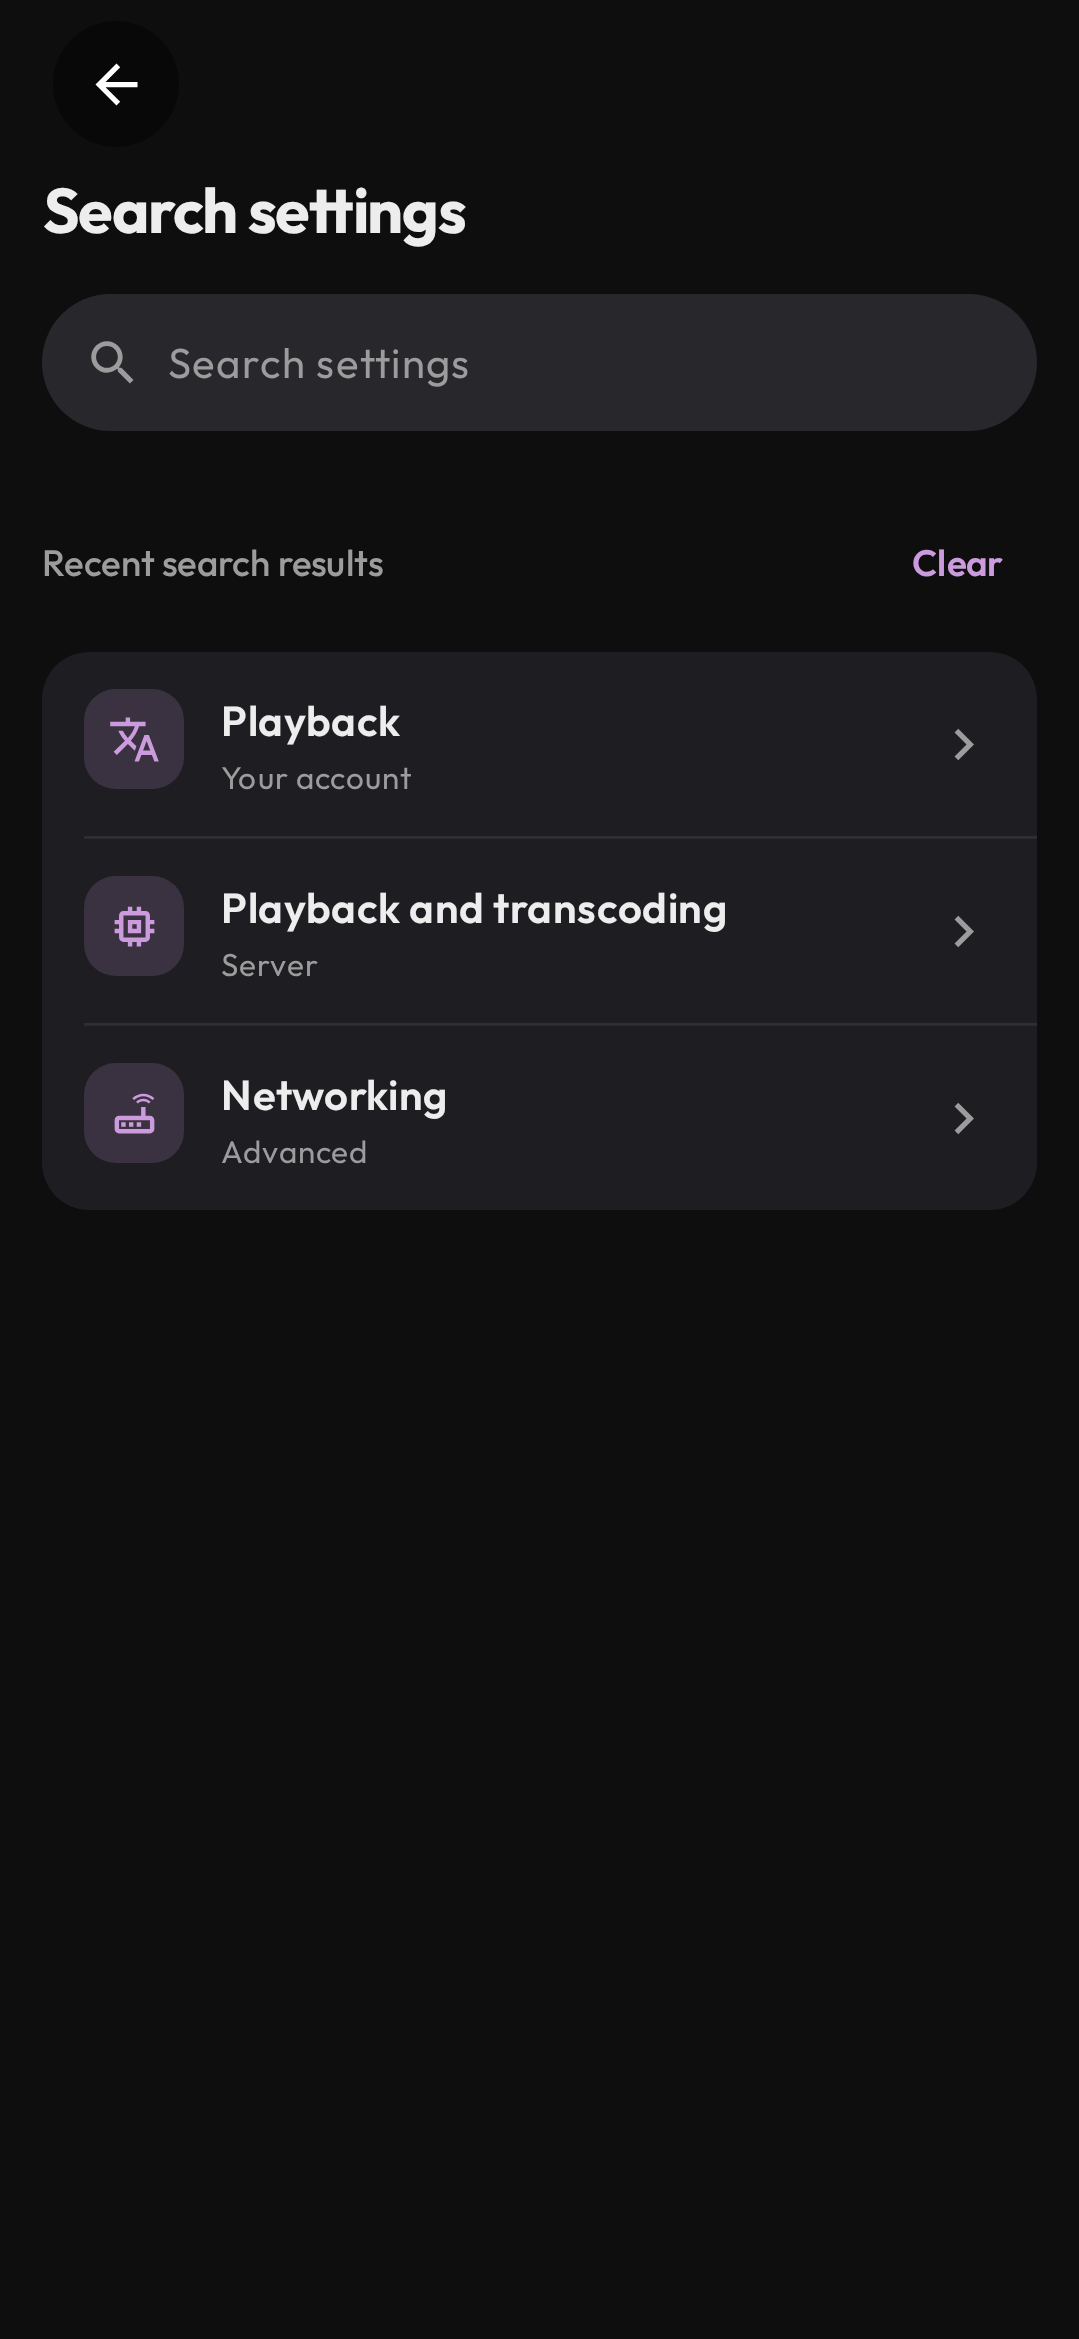 Search settings
Search settings
Recent search results
Clear
Playback
Your account
Playback and transcoding
Server
Networking
Advanced